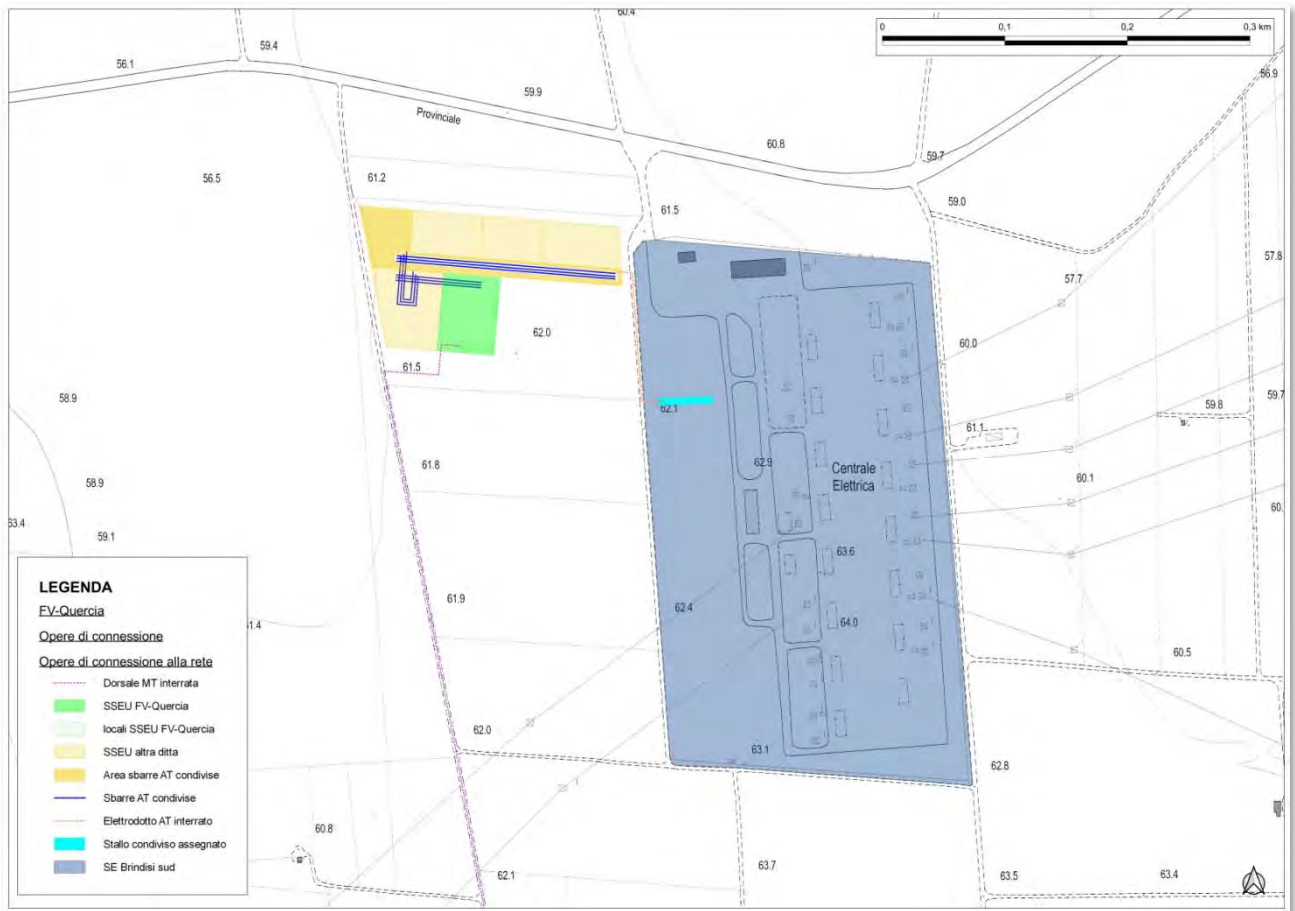 60.4
0 0,1 0,2 0,3 km
59.4
56.1
59.9
56.9
Provinciale
60.8
59.7
56.5
61.2
59.0
61.5
57.8
57.7
62.0
60.0
61.5
58.9
62.1
59.8
59.7
61.1
61.8
62.9
Centrale
Elettrica
60.1
58.9
60.
53.4
59.1
63.6
LEGENDA
FV-Quercia
Opere di connessione
Opere di connessione alla rete
Dorsale MT interrata
SSEU FV-Quercia
locali SSEU FV-Quercia
SSEU altra ditta
Area sbarre AT condivise
Sbarre AT condivise
Elettrodotto AT interrato
Stallo condiviso assegnato
SE Brindisi sud
61.9
62.4
64.0
1.4
60.5
62.0
63.1
62.8
60.8
63.7
62.1
63.5
63.4